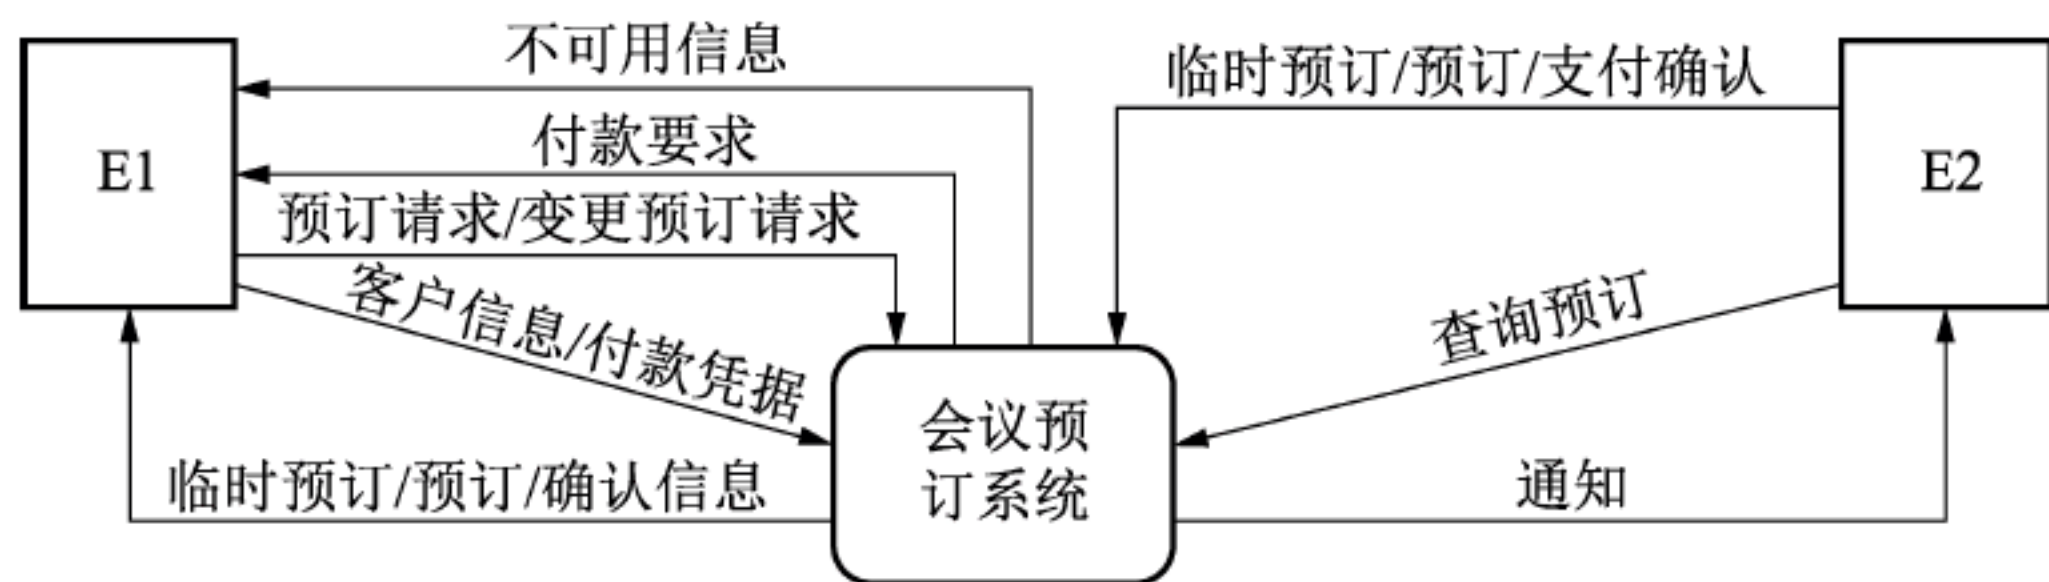 不可用信息
临时预订/预订/支付确认
付款要求
E1
E2
预订请求/变更预订请求
客户信息/付款凭据
查询预订
会议预
订系统
临时预订/预订/确认信息
通知